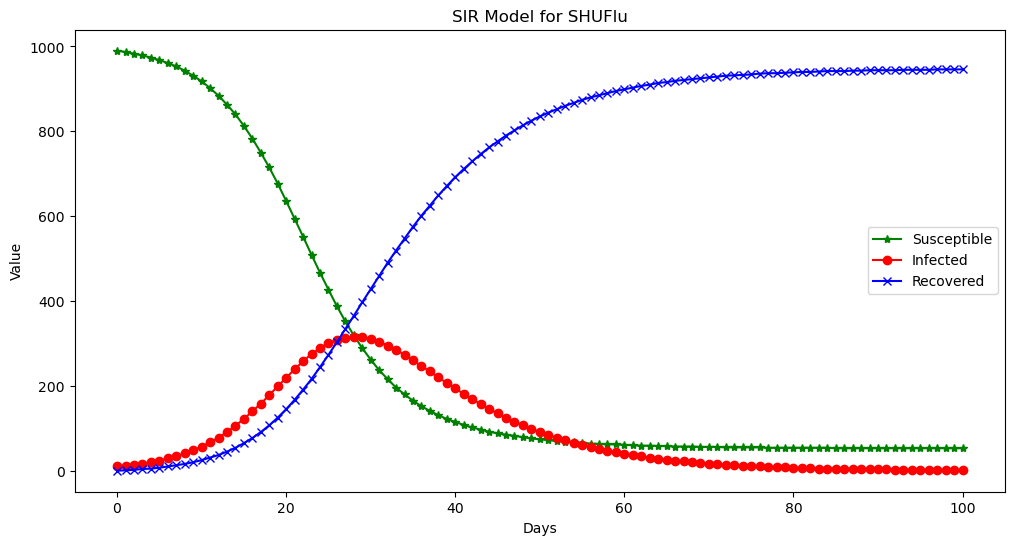 SIR Model for SHUFlu
Value
1000
800
600
400
200
0
Susceptible
Infected
Recovered
0 20 40 60 80 100
Days